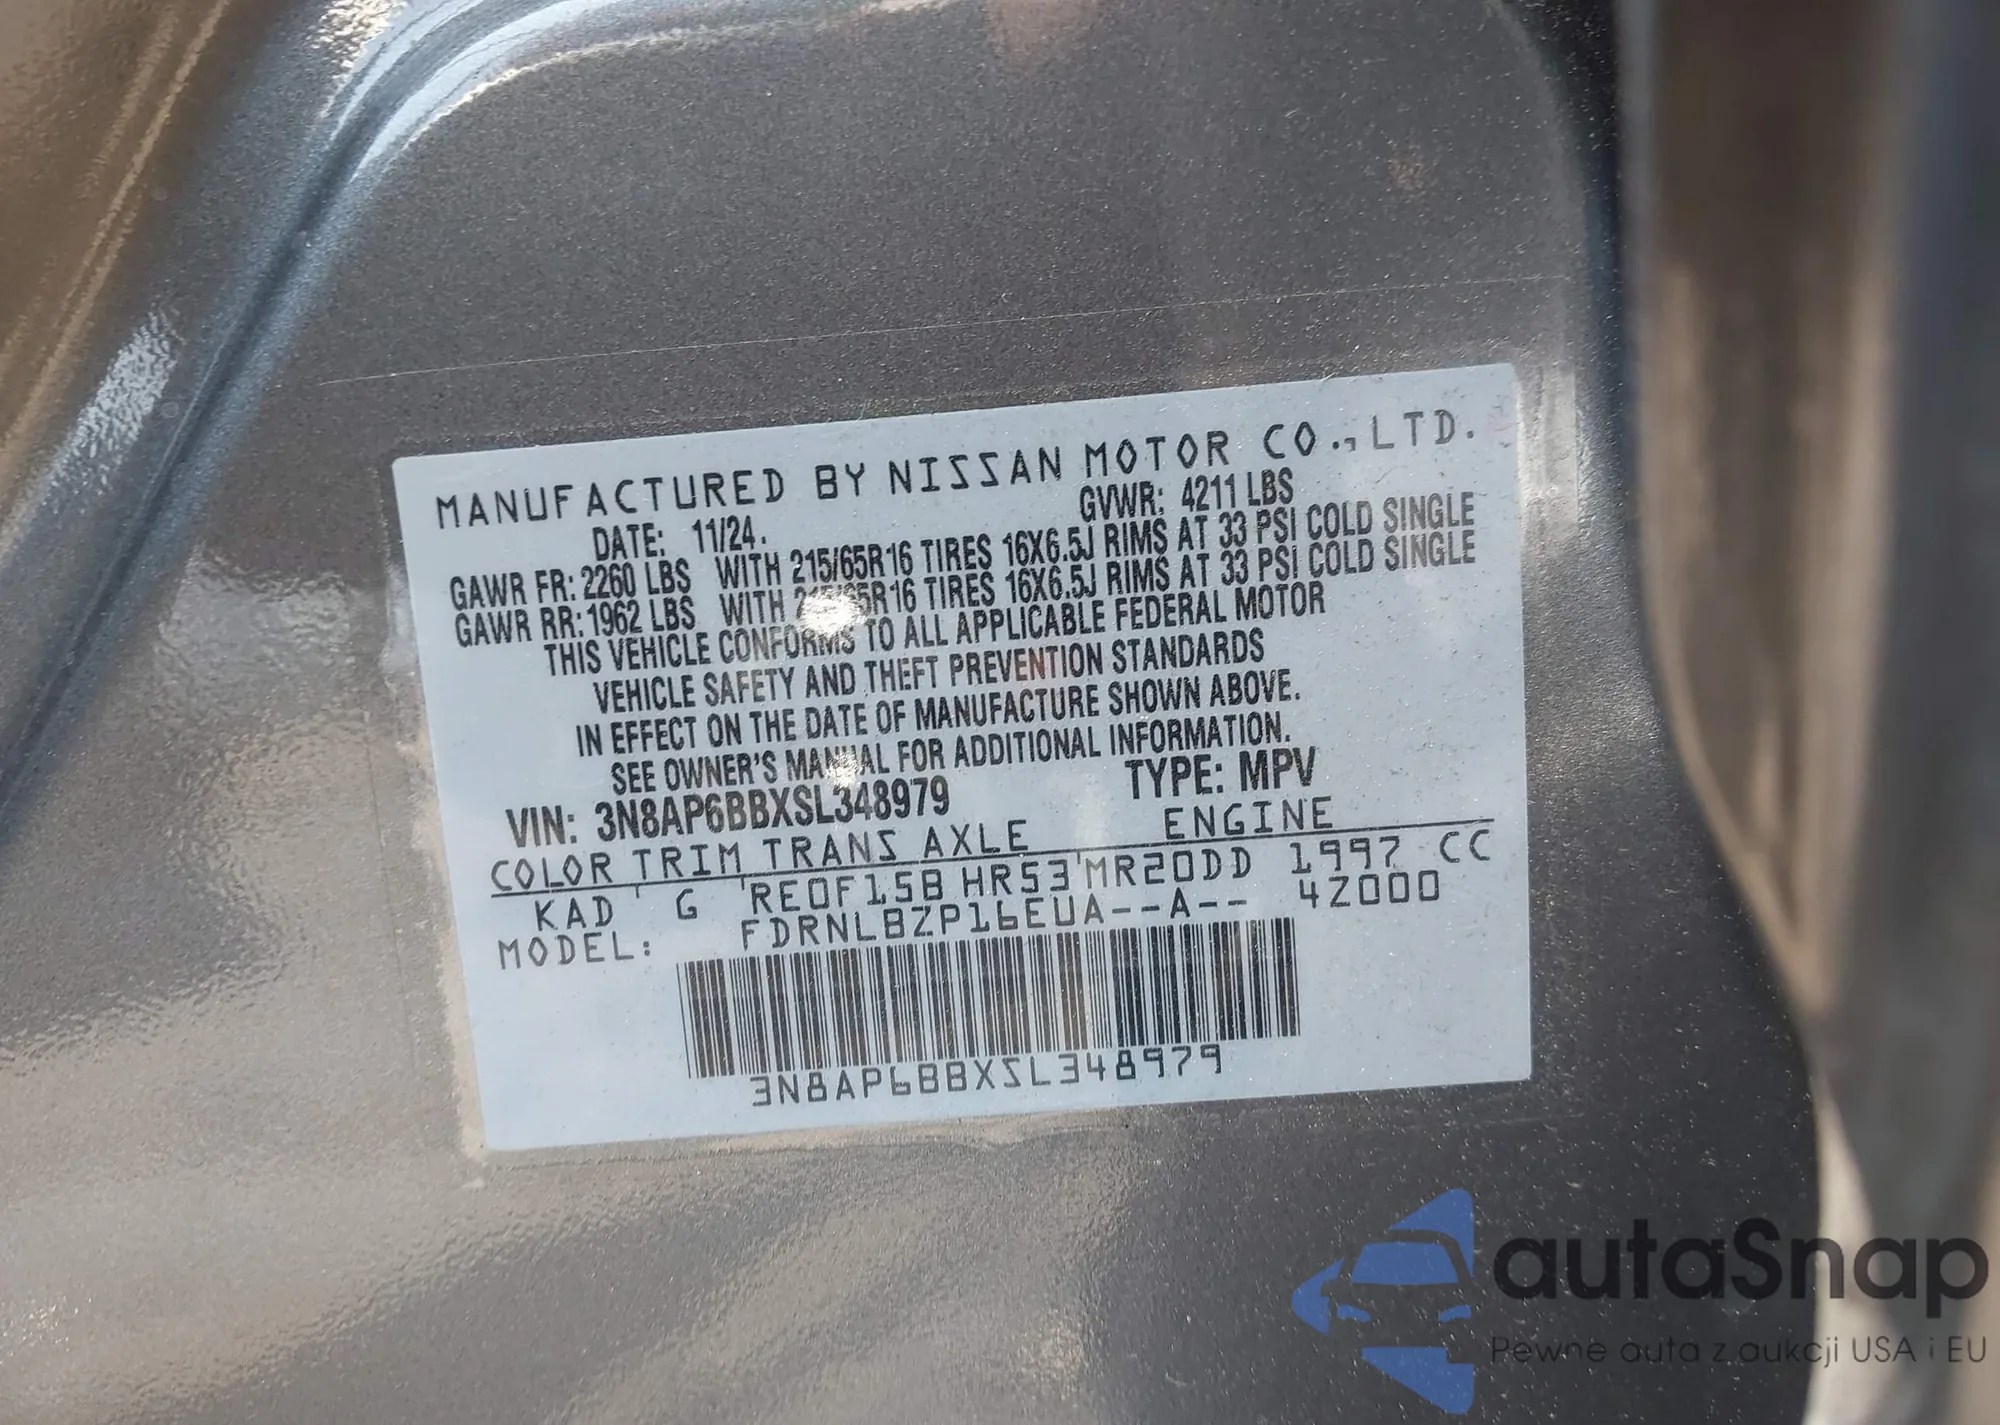 MANUFACTURED BY NISSAN MOTOR CO., LTD.
DATE: 11/24. GVWR: 4211 LBS
GAWR FR: 2260 LBS WITH 215/65R16 TIRES 16X6.5J RIMS AT 33 PSI COLD SINGLE
GAWR RR: 1962 LBS WITH 215/65R16 TIRES 16X6.5J RIMS AT 33 PSI COLD SINGLE
THIS VEHICLE CONFORMS TO ALL APPLICABLE FEDERAL MOTOR
VEHICLE SAFETY AND THEFT PREVENTION STANDARDS
IN EFFECT ON THE DATE OF MANUFACTURE SHOWN ABOVE.
SEE OWNER'S MANUAL FOR ADDITIONAL INFORMATION.
VIN: 3N8AP6BBXSL348979 TYPE: MPV
COLOR TRIM TRANS AXLE ENGINE
KAD G RE0F15B HR53 MR20DD 1997 CC
MODEL: FDRNLBZP16EUA--A-- 4Z000
3N8AP6BBXSL348979
autaSnap
Pewne auta z aukcji USA i EU